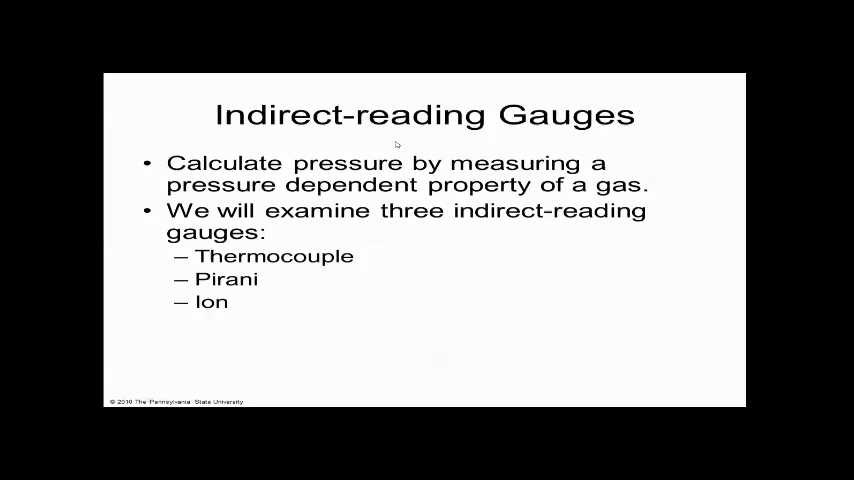 Indirect-reading Gauges
• Calculate pressure by measuring a
pressure dependent property of a gas.
• We will examine three indirect-reading
gauges:
– Thermocouple
– Pirani
– Ion
© 2010 The Pennsylvania State University